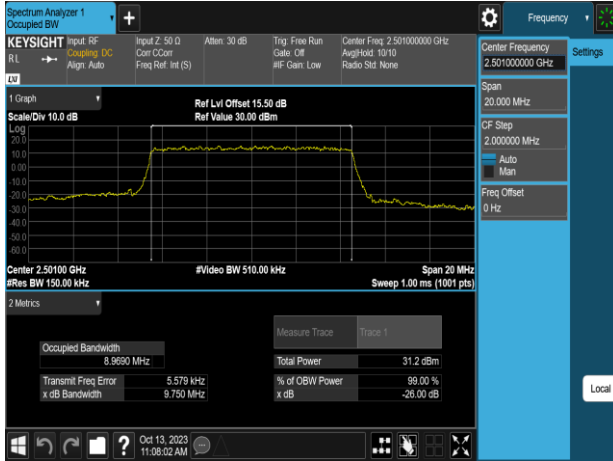 Spectrum Analyzer 1
Occupied BW
+
Frequency
KEYSIGHT
RL
LXI
Input: RF
Coupling: DC
Align: Auto
Input Z: 50 Ω
Corr CCorr
Freq Ref: Int (S)
Atten: 30 dB
Trig: Free Run
Gate: Off
#IF Gain: Low
Center Freq: 2.501000000 GHz
Avg|Hold: 10/10
Radio Std: None
Center Frequency
2.501000000 GHz
Settings
Span
20.000 MHz
CF Step
2.000000 MHz
Auto
Man
Freq Offset
0 Hz
Local
1 Graph
Scale/Div 10.0 dB
Ref Lvl Offset 15.50 dB
Ref Value 30.00 dBm
Log
20.0
10.0
0.00
-10.0
-20.0
-30.0
-40.0
-50.0
-60.0
Center 2.50100 GHz
#Res BW 150.00 kHz
#Video BW 510.00 kHz
Span 20 MHz
Sweep 1.00 ms (1001 pts)
2 Metrics
Measure Trace
Trace 1
Occupied Bandwidth
8.9690 MHz
Total Power
31.2 dBm
Transmit Freq Error
5.579 kHz
% of OBW Power
99.00 %
x dB Bandwidth
9.750 MHz
x dB
-26.00 dB
?
Oct 13, 2023
11:08:02 AM